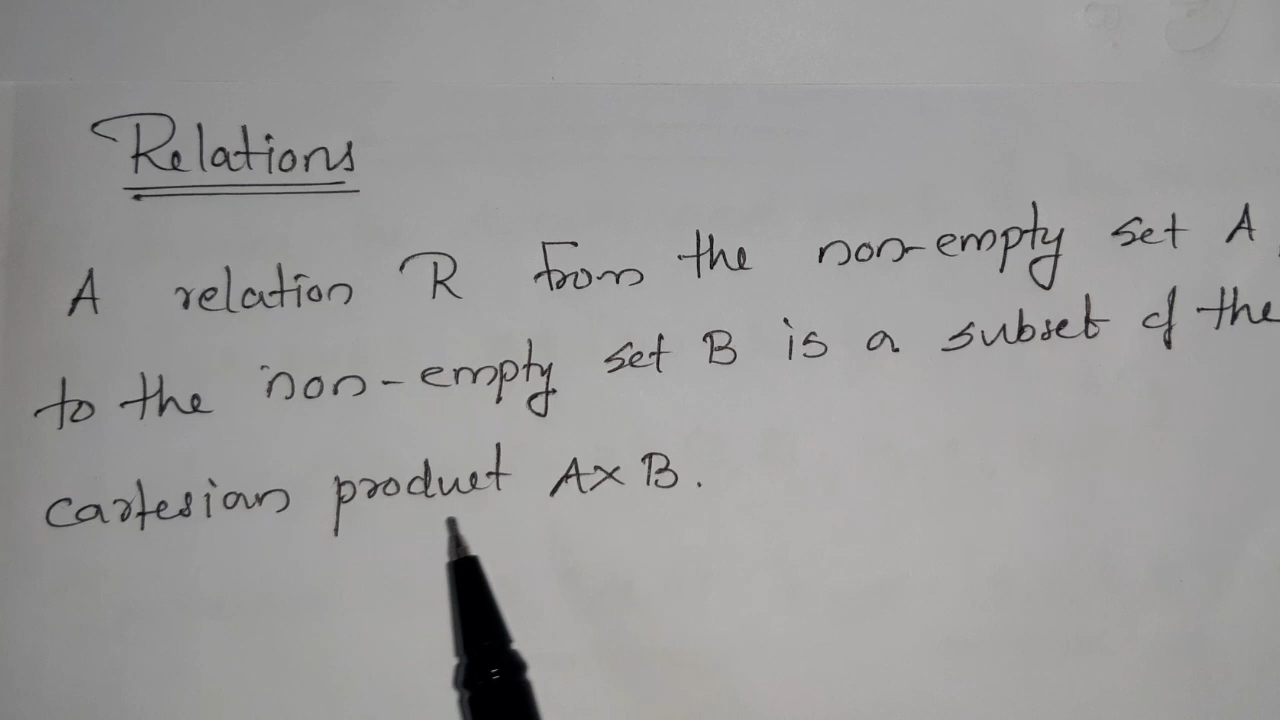 Relations
A relation R from the non-empty set A
to the non-empty set B is a subset of the
cartesian product A×B.